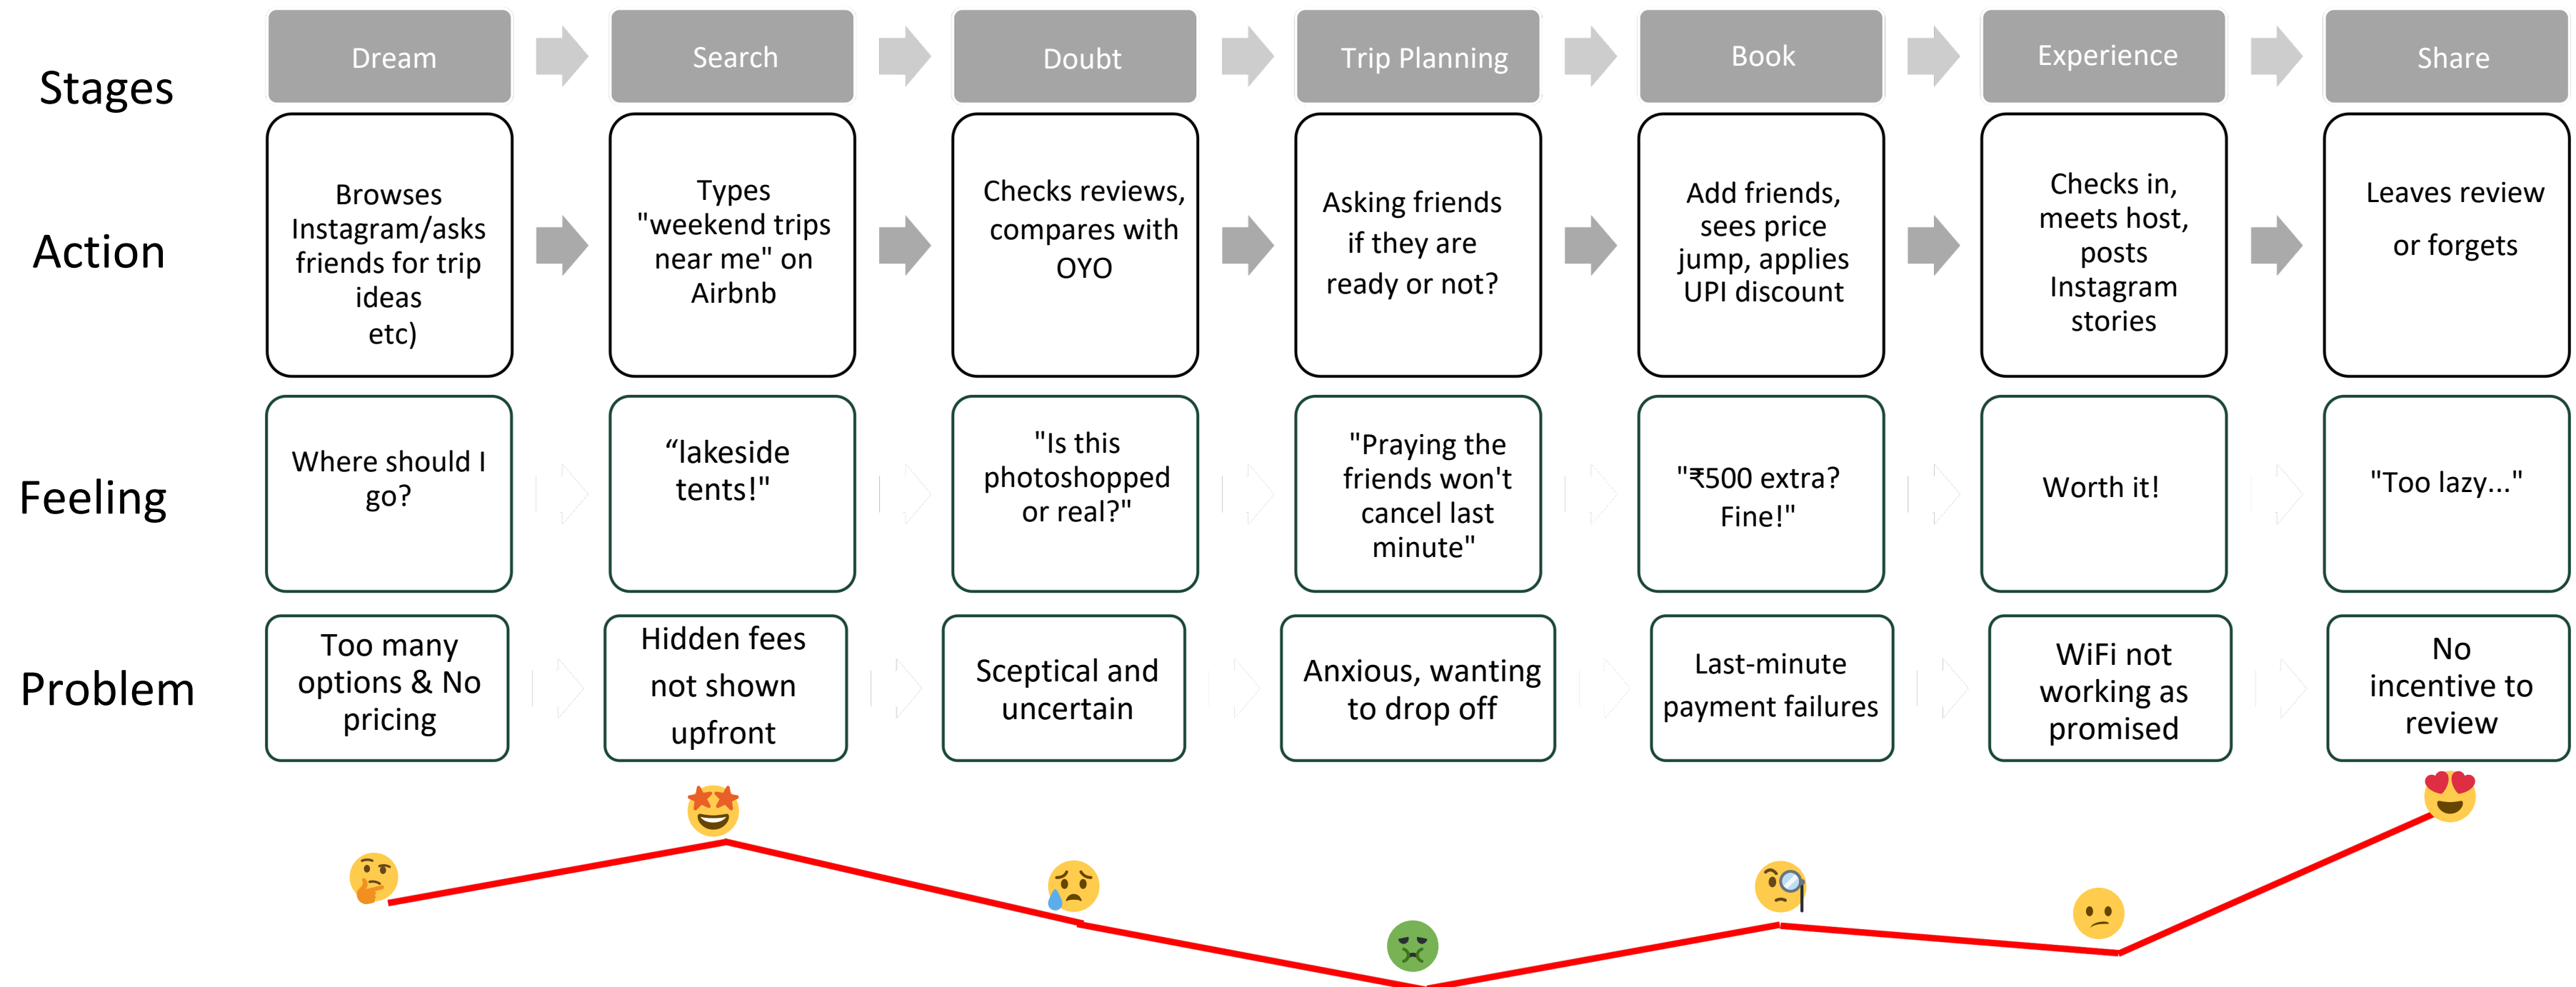 Stages
Dream
Search
Doubt
Trip Planning
Book
Experience
Share
Action
Browses
Instagram/asks
friends for trip
ideas
etc)
Types
"weekend trips
near me" on
Airbnb
Checks reviews,
compares with
OYO
Asking friends
if they are
ready or not?
Add friends,
sees price
jump, applies
UPI discount
Checks in,
meets host,
posts
Instagram
stories
Leaves review
or forgets
Feeling
Where should I
go?
“lakeside
tents!"
"Is this
photoshopped
or real?"
"Praying the
friends won't
cancel last
minute"
"₹500 extra?
Fine!"
Worth it!
"Too lazy..."
Problem
Too many
options & No
pricing
Hidden fees
not shown
upfront
Sceptical and
uncertain
Anxious, wanting
to drop off
Last-minute
payment failures
WiFi not
working as
promised
No
incentive to
review